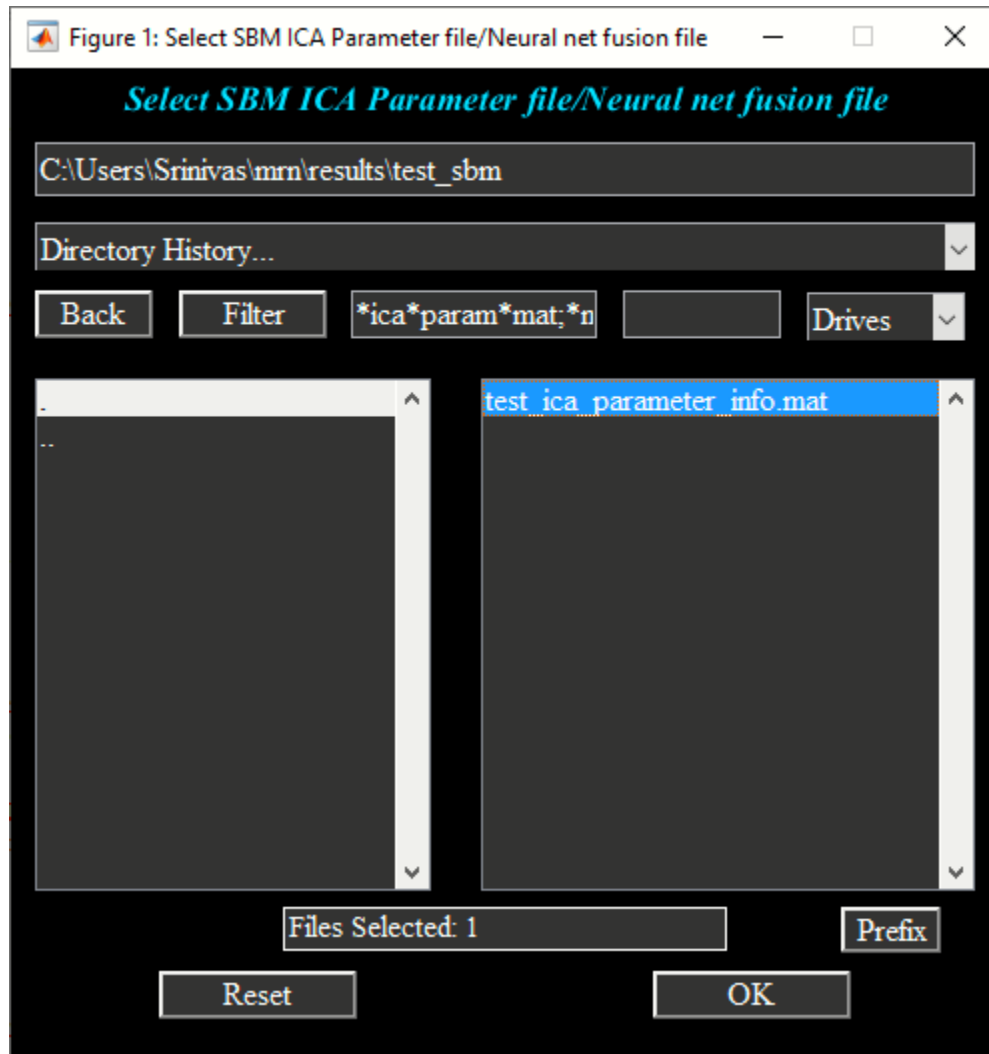 Figure 1: Select SBM ICA Parameter file/Neural net fusion file
Select SBM ICA Parameter file/Neural net fusion file
C:\Users\Srinivas\mrn\results\test_sbm
Directory History...
Back Filter *ica*param*mat;*n Drives
.
..
test_ica_parameter_info.mat
Files Selected: 1
Prefix
Reset OK